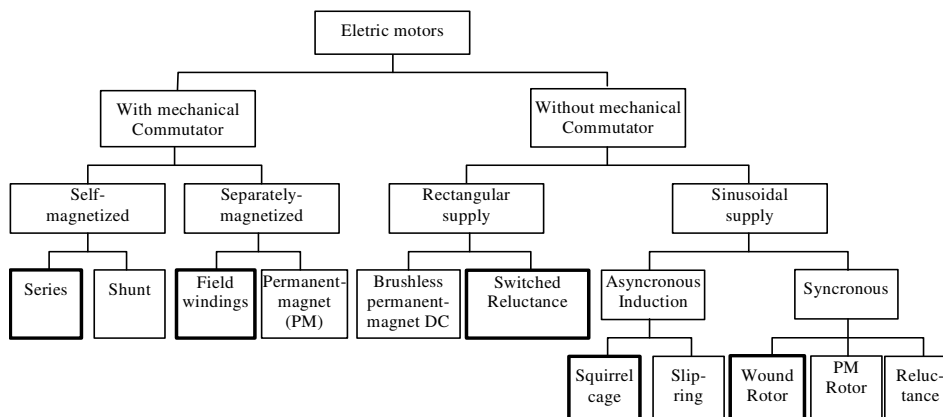 Eletric motors
With mechanical
Commutator
Without mechanical
Commutator
Self-
magnetized
Separately-
magnetized
Rectangular
supply
Sinusoidal
supply
Series
Shunt
Field
windings
Permanent-
magnet
(PM)
Brushless
permanent-
magnet DC
Switched
Reluctance
Asyncronous
Induction
Syncronous
Squirrel
cage
Slip-
ring
Wound
Rotor
PM
Rotor
Reluc-
tance